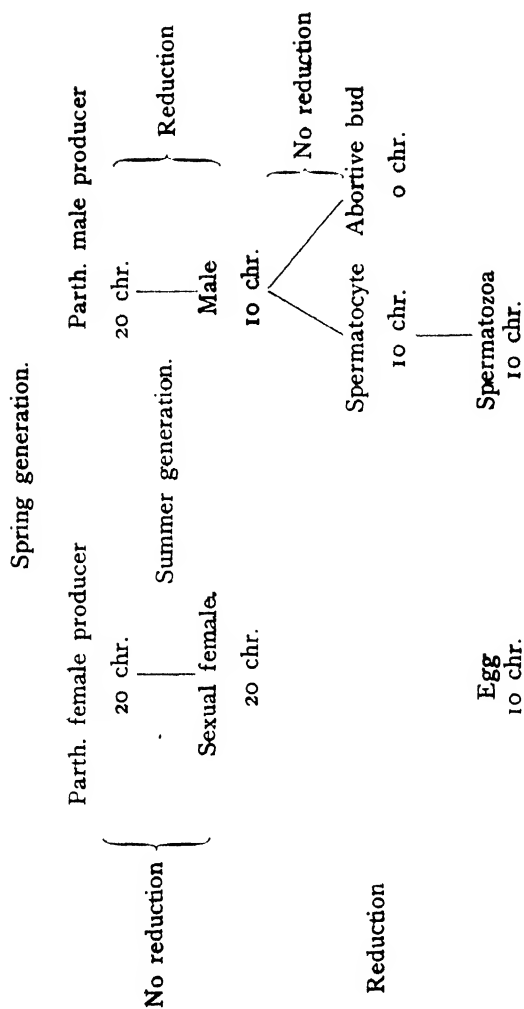 Spring generation.
Parth. female producer
Parth. male producer
20 chr.
20 chr.
No reduction
Reduction
Summer generation.
Sexual female.
Male
20 chr.
10 chr.
No reduction
Reduction
Spermatocyte
Abortive bud
10 chr.
0 chr.
Egg
Spermatozoa
10 chr.
10 chr.